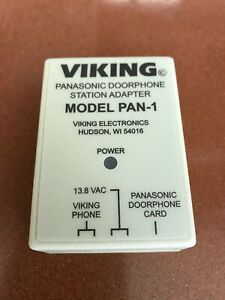 VIKING©
PANASONIC DOORPHONE
STATION ADAPTER
MODEL PAN-1
VIKING ELECTRONICS
HUDSON, WI 54016
POWER
13.8 VAC
VIKING
PHONE
PANASONIC
DOORPHONE
CARD